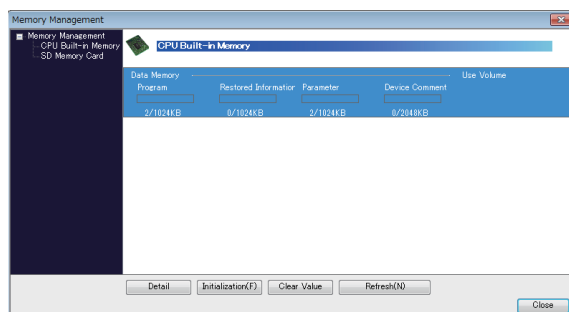 Memory Management
Memory Management
CPU Built-in Memory
SD Memory Card
CPU Built-in Memory
Data Memory
Use Volume
Program Restored Information Parameter Device Comment
2/1024KB 0/1024KB 2/1024KB 0/2048KB
Detail Initialization(F) Clear Value Refresh(N)
Close